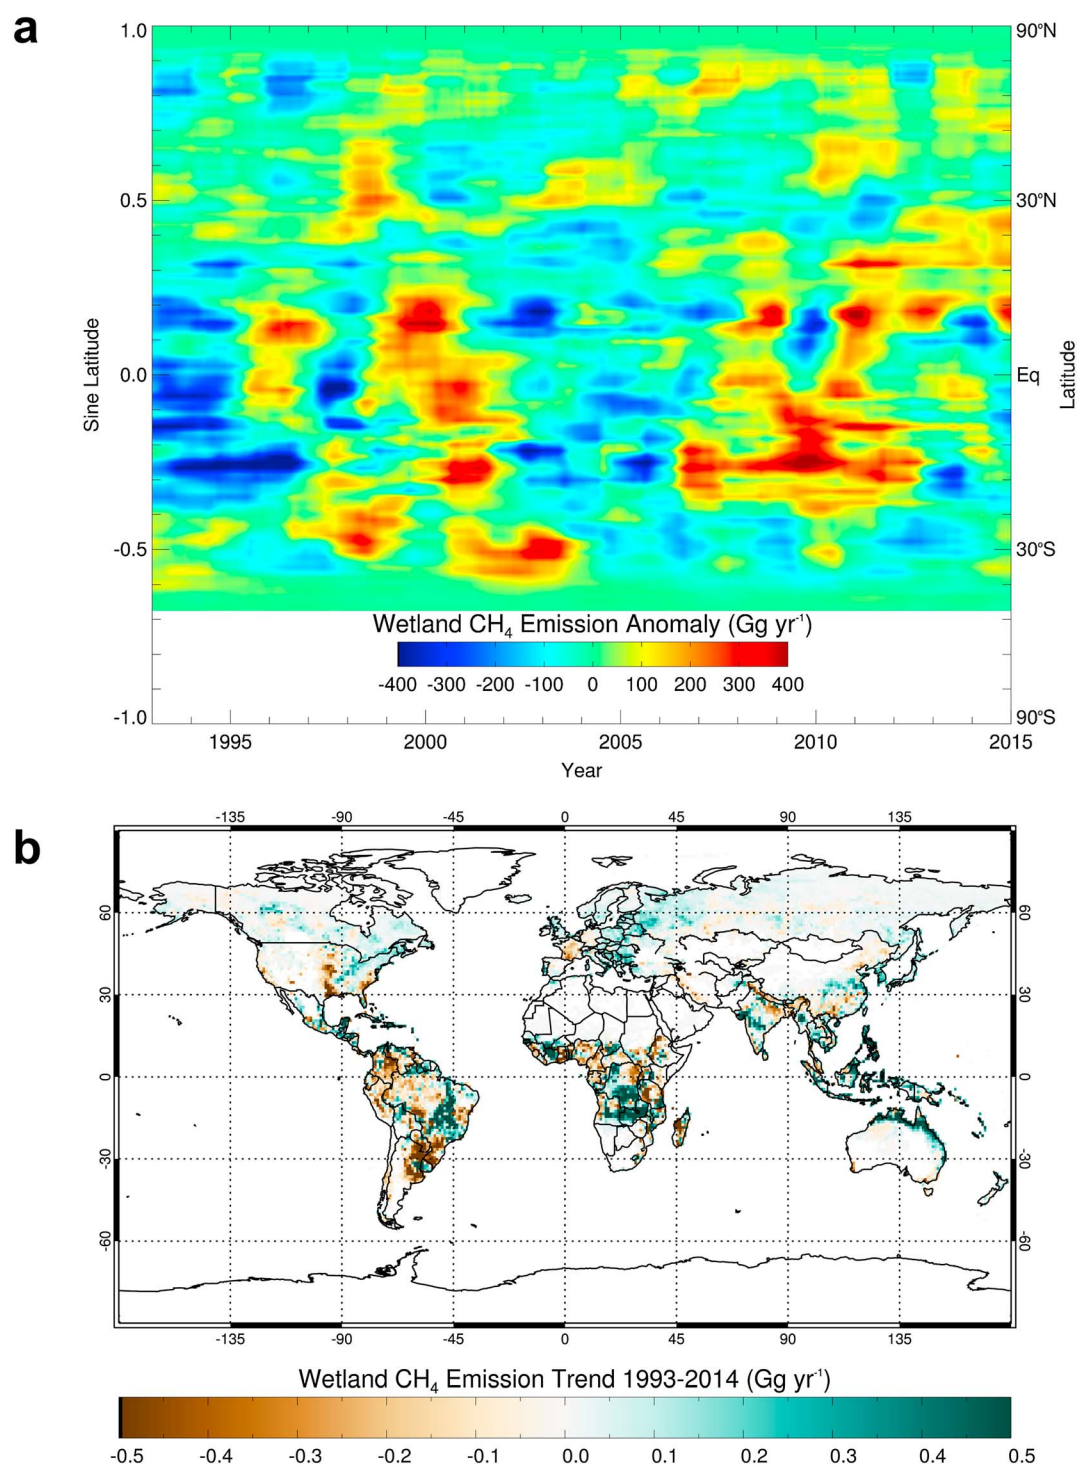 a
1.0
0.5
0.0
-0.5
-1.0
Sine Latitude
90°N
30°N
Eq
30°S
90°S
Latitude
Wetland CH₄ Emission Anomaly (Gg yr⁻¹)
-400 -300 -200 -100 0 100 200 300 400
1995 2000 2005 2010 2015
Year
b
-135 -90 -45 0 45 90 135
60 60
30 30
0 0
-30 -30
-60 -60
-135 -90 -45 0 45 90 135
Wetland CH₄ Emission Trend 1993-2014 (Gg yr⁻¹)
-0.5 -0.4 -0.3 -0.2 -0.1 0.0 0.1 0.2 0.3 0.4 0.5